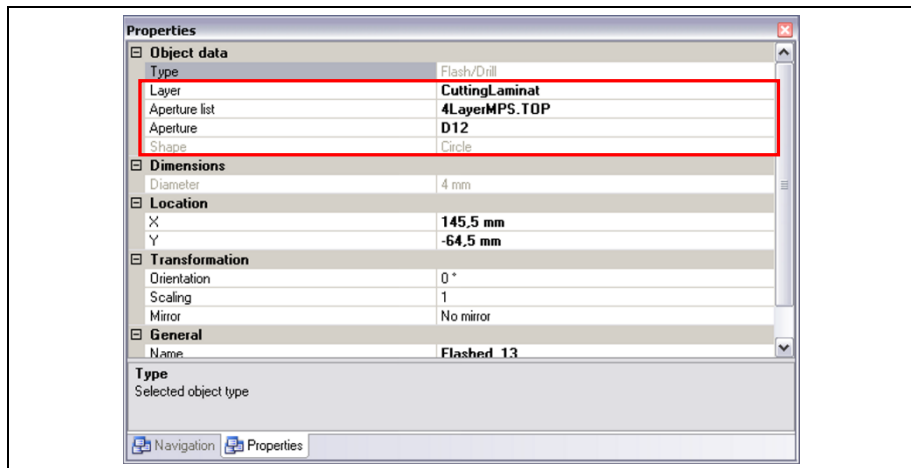 Properties
Object data
Type Flash/Drill
Layer CuttingLaminat
Aperture list 4LayerMPS.TOP
Aperture D12
Shape Circle
Dimensions
Diameter 4 mm
Location
X 145,5 mm
Y -64,5 mm
Transformation
Orientation 0 °
Scaling 1
Mirror No mirror
General
Name Flashed_13
Type
Selected object type
Navigation Properties